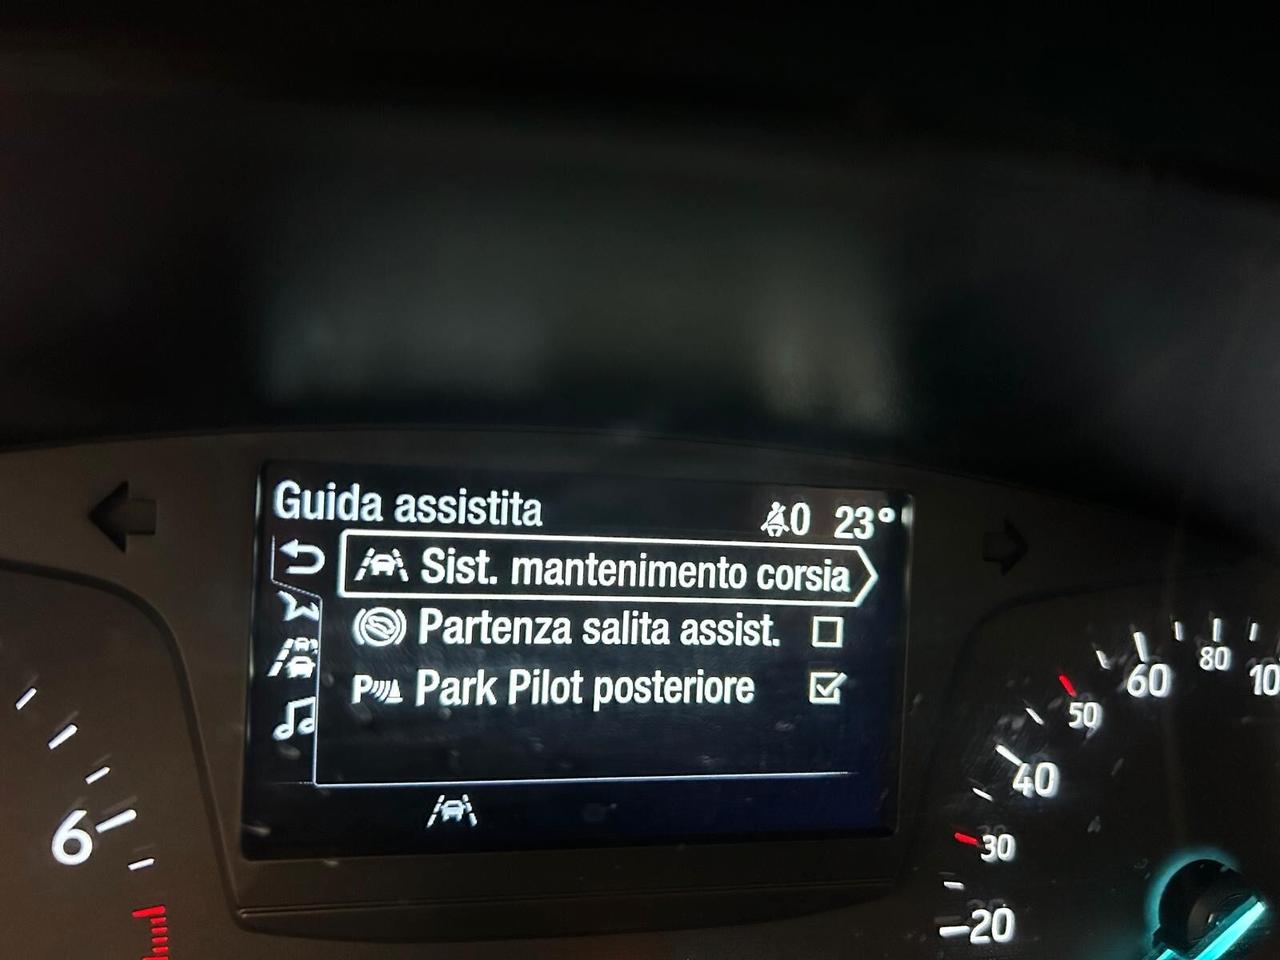 Guida assistita
0 23°
Sist. mantenimento corsia
Partenza salita assist.
P Park Pilot posteriore
6
20
30
40
50
60
80
10